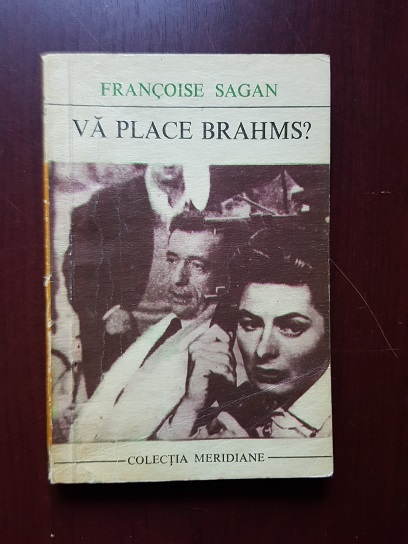 FRANÇOISE SAGAN
VĂ PLACE BRAHMS?
COLECȚIA MERIDIANE